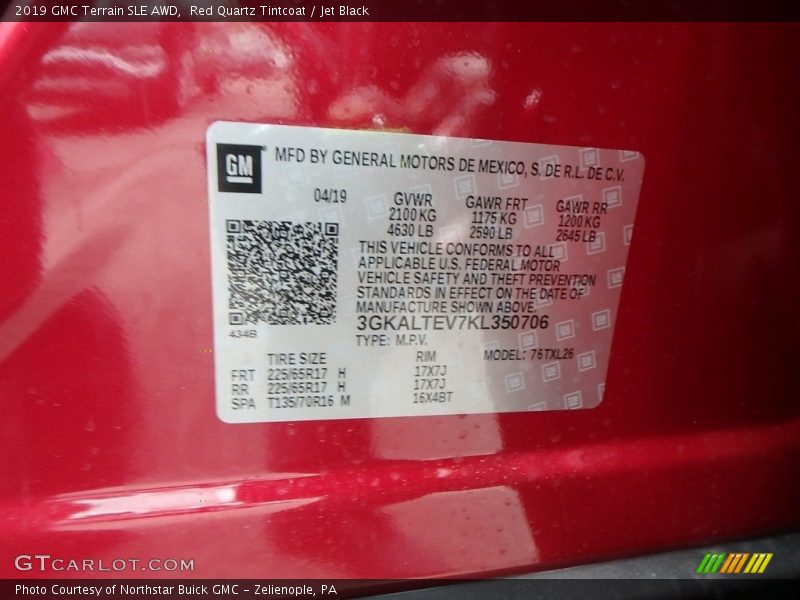 2019 GMC Terrain SLE AWD, Red Quartz Tintcoat / Jet Black
GM
MFD BY GENERAL MOTORS DE MEXICO, S. DE R.L. DE C.V.
04/19 GVWR GAWR FRT GAWR RR
2100 KG 1175 KG 1200 KG
4630 LB 2590 LB 2645 LB
THIS VEHICLE CONFORMS TO ALL
APPLICABLE U.S. FEDERAL MOTOR
VEHICLE SAFETY AND THEFT PREVENTION
STANDARDS IN EFFECT ON THE DATE OF
MANUFACTURE SHOWN ABOVE.
3GKALTEV7KL350706
434B
TYPE: M.P.V. MODEL: 76TXL26
TIRE SIZE RIM
FRT 225/65R17 H 17X7J
RR 225/65R17 H 17X7J
SPA T135/70R16 M 16X4BT
GTCARLOT.COM
Photo Courtesy of Northstar Buick GMC - Zelienople, PA